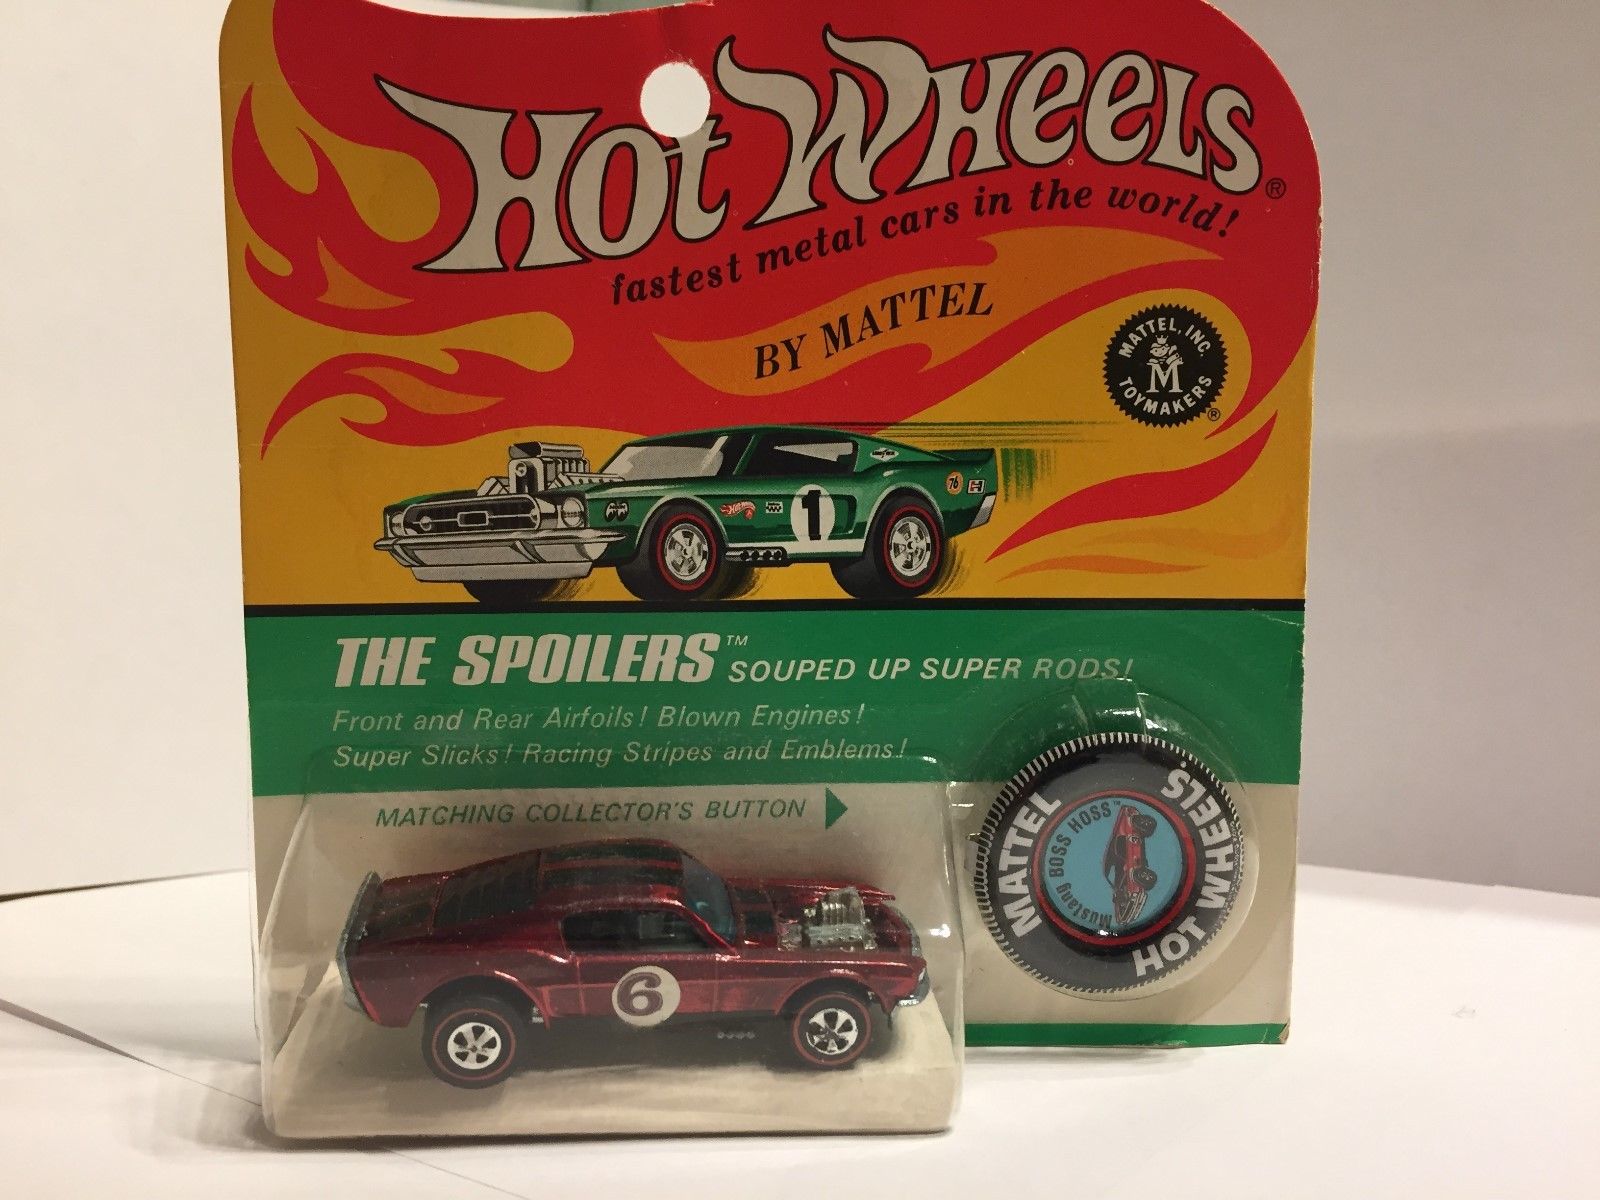 Hot Wheels ®
fastest metal cars in the world!
BY MATTEL
MATTEL, INC.
M
TOYMAKERS ®
1
76
H
THE SPOILERS™ SOUPED UP SUPER RODS!
Front and Rear Airfoils! Blown Engines!
Super Slicks! Racing Stripes and Emblems!
MATCHING COLLECTOR'S BUTTON
MATTEL
HOT WHEELS
Mustang BOSS HOSS™
6